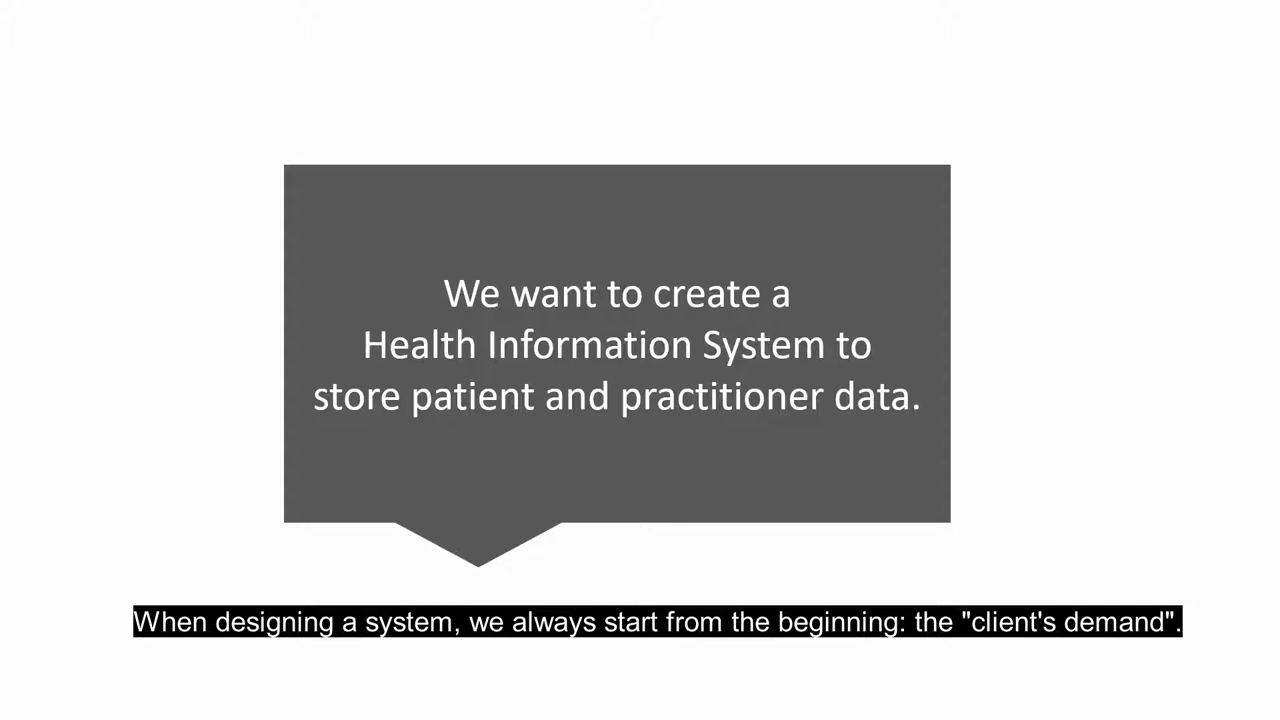 We want to create a
Health Information System to
store patient and practitioner data.
When designing a system, we always start from the beginning: the "client's demand".